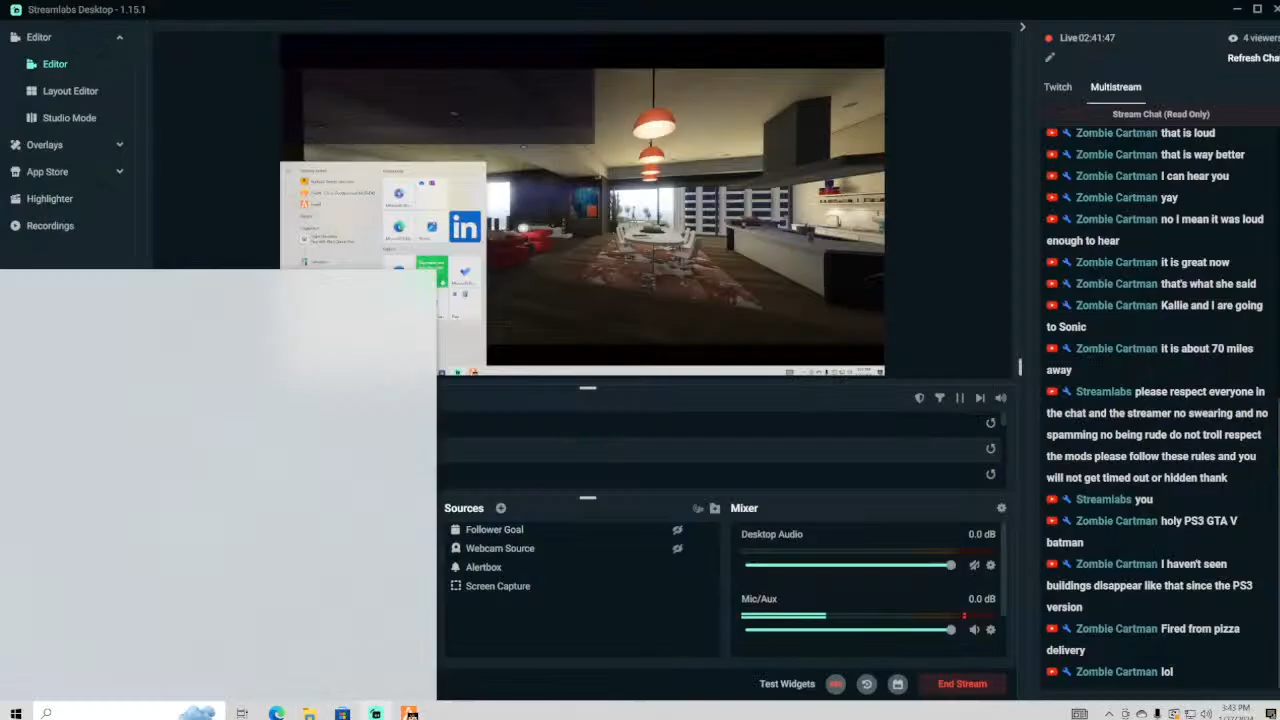 Streamlabs Desktop - 1.15.1
Editor
Editor
Layout Editor
Studio Mode
Overlays
App Store
Highlighter
Recordings
in
Sources
Follower Goal
Webcam Source
Alertbox
Screen Capture
Mixer
Desktop Audio 0.0 dB
Mic/Aux 0.0 dB
Test Widgets
End Stream
Live 02:41:47 4 viewers
Refresh Cha
Twitch Multistream
Stream Chat (Read Only)
Zombie Cartman that is loud
Zombie Cartman that is way better
Zombie Cartman I can hear you
Zombie Cartman yay
Zombie Cartman no I mean it was loud
enough to hear
Zombie Cartman it is great now
Zombie Cartman that's what she said
Zombie Cartman Kallie and I are going
to Sonic
Zombie Cartman it is about 70 miles
away
Streamlabs please respect everyone in
the chat and the streamer no swearing and no
spamming no being rude do not troll respect
the mods please follow these rules and you
will not get timed out or hidden thank
Streamlabs you
Zombie Cartman holy PS3 GTA V
batman
Zombie Cartman I haven't seen
buildings disappear like that since the PS3
version
Zombie Cartman Fired from pizza
delivery
Zombie Cartman lol
3:43 PM